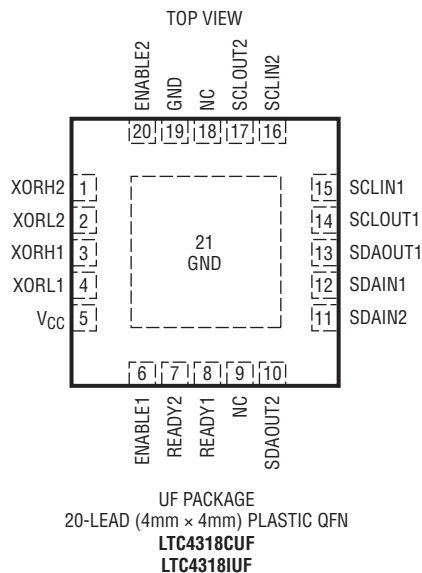 TOP VIEW
ENABLE2
GND
NC
SCLOUT2
SCLIN2
20 19 18 17 16
XORH2 1
XORL2 2
XORH1 3
XORL1 4
VCC 5
15 SCLIN1
14 SCLOUT1
13 SDAOUT1
12 SDAIN1
11 SDAIN2
21
GND
6 7 8 9 10
ENABLE1
READY2
READY1
NC
SDAOUT2
UF PACKAGE
20-LEAD (4mm × 4mm) PLASTIC QFN
LTC4318CUF
LTC4318IUF